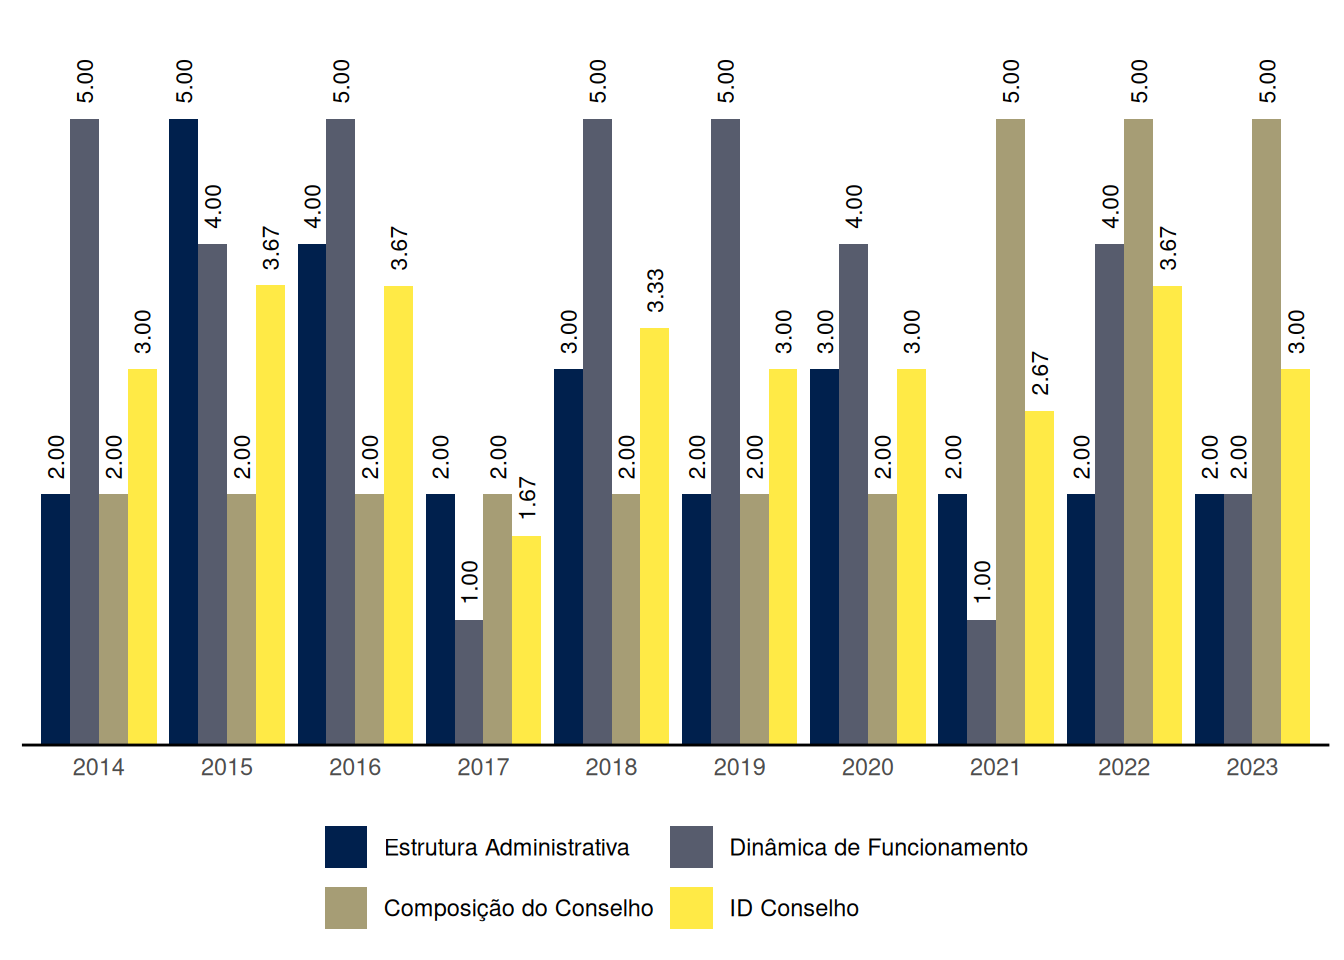 2.00 5.00 2.00 3.00
5.00 4.00 2.00 3.67
4.00 5.00 2.00 3.67
2.00 1.00 2.00 1.67
3.00 5.00 2.00 3.33
2.00 5.00 2.00 3.00
3.00 4.00 2.00 3.00
2.00 1.00 5.00 2.67
2.00 4.00 5.00 3.67
2.00 2.00 5.00 3.00
2014 2015 2016 2017 2018 2019 2020 2021 2022 2023
Estrutura Administrativa Dinâmica de Funcionamento
Composição do Conselho ID Conselho